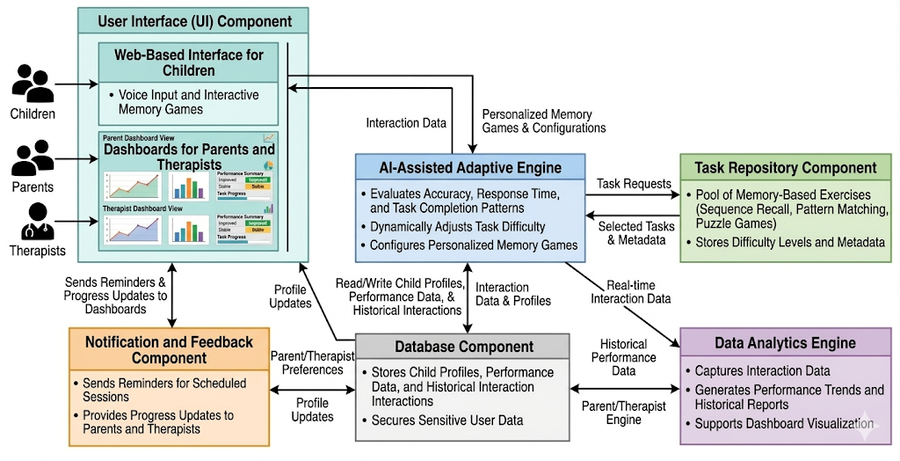 User Interface (UI) Component
Web-Based Interface for
Children
• Voice Input and Interactive
Memory Games
Children
Parents
Therapists
Parent Dashboard View
Dashboards for Parents and
Therapists
Performance Summary
Improved
Improved
Stable
Stable
Task Progress
Therapist Dashboard View
Performance Summary
Improved
Improved
Stable
Stable
Task Progress
Interaction Data
Personalized Memory
Games & Configurations
AI-Assisted Adaptive Engine
• Evaluates Accuracy, Response Time,
and Task Completion Patterns
• Dynamically Adjusts Task Difficulty
• Configures Personalized Memory Games
Task Requests
Selected Tasks
& Metadata
Task Repository Component
• Pool of Memory-Based Exercises
(Sequence Recall, Pattern Matching,
Puzzle Games)
• Stores Difficulty Levels and Metadata
Sends Reminders &
Progress Updates to
Dashboards
Profile
Updates
Read/Write Child Profiles,
Performance Data, &
Historical Interactions
Interaction
Data & Profiles
Real-time
Interaction Data
Notification and Feedback
Component
• Sends Reminders for Scheduled
Sessions
• Provides Progress Updates to
Parents and Therapists
Parent/Therapist
Preferences
Profile
Updates
Database Component
• Stores Child Profiles, Performance
Data, and Historical Interaction
Interactions
• Secures Sensitive User Data
Historical
Performance
Data
Parent/Therapist
Engine
Data Analytics Engine
• Captures Interaction Data
• Generates Performance Trends and
Historical Reports
• Supports Dashboard Visualization